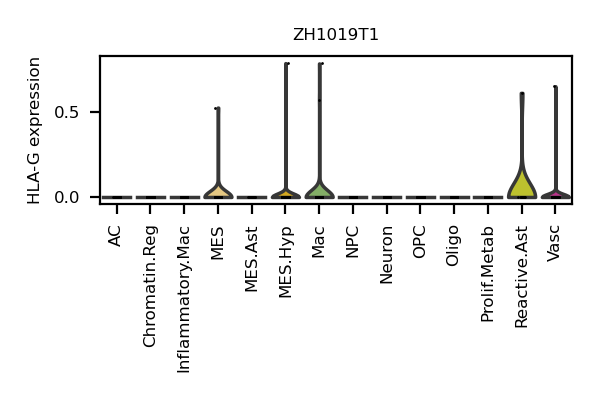 ZH1019T1
HLA-G expression
0.5
0.0
AC
Chromatin.Reg
Inflammatory.Mac
MES
MES.Ast
MES.Hyp
Mac
NPC
Neuron
OPC
Oligo
Prolif.Metab
Reactive.Ast
Vasc